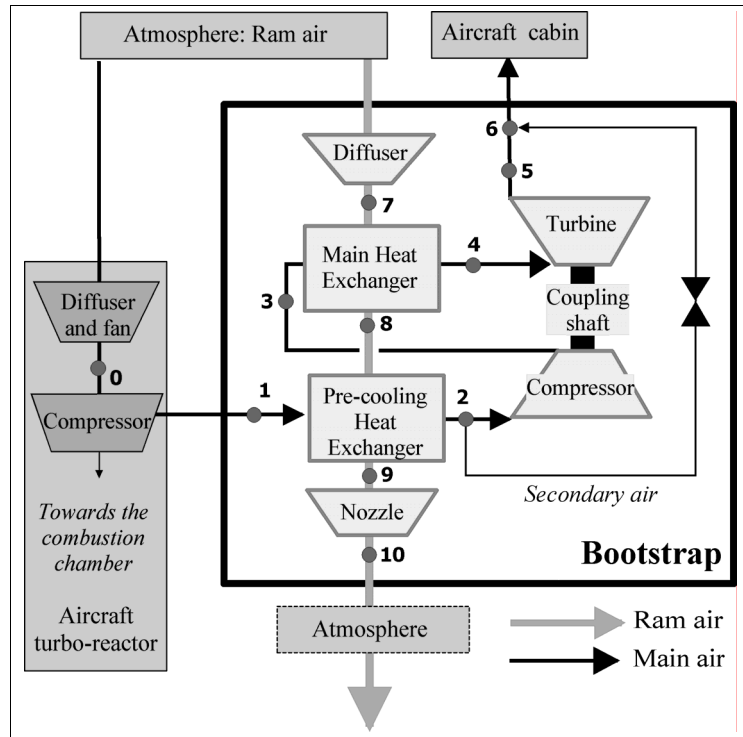 Atmosphere: Ram air
Aircraft cabin
6
5
Diffuser
7
Turbine
4
Main Heat
Exchanger
3
Coupling
shaft
8
Diffuser
and fan
0
Compressor
1
Pre-cooling
Heat
Exchanger
2
Compressor
9
Secondary air
Nozzle
10
Towards the
combustion
chamber
Bootstrap
Aircraft
turbo-reactor
Atmosphere
Ram air
Main air